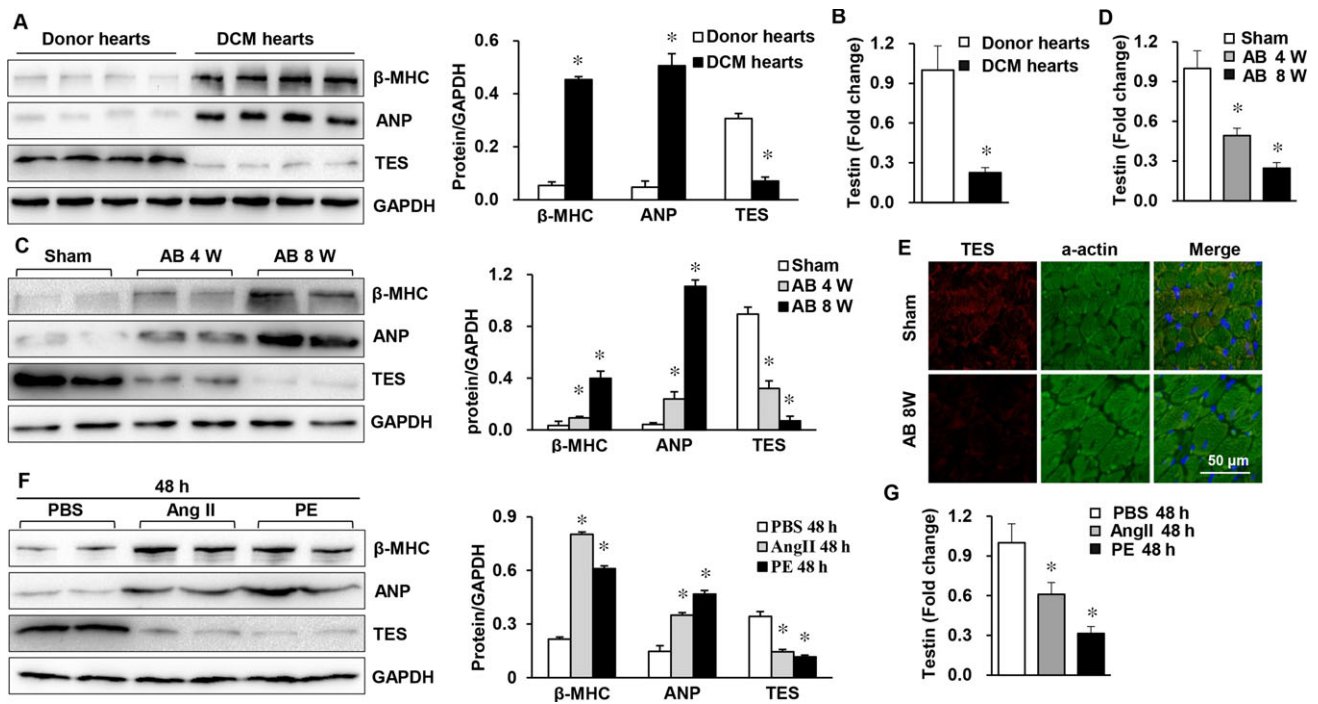 A
Donor hearts DCM hearts
β-MHC
ANP
TES
GAPDH
Protein/GAPDH
0.6
0.4
0.2
0.0
Donor hearts
DCM hearts
* * *
β-MHC ANP TES
B
Testin (Fold change)
1.2
0.9
0.6
0.3
0.0
Donor hearts
DCM hearts
*
D
Testin (Fold change)
1.2
0.9
0.6
0.3
0.0
Sham
AB 4 W
AB 8 W
* *
C
Sham AB 4 W AB 8 W
β-MHC
ANP
TES
GAPDH
protein/GAPDH
1.2
0.8
0.4
0.0
Sham
AB 4 W
AB 8 W
* * * * * *
β-MHC ANP TES
E
TES a-actin Merge
Sham
AB 8W
50 μm
F
48 h
PBS Ang II PE
β-MHC
ANP
TES
GAPDH
Protein/GAPDH
0.9
0.6
0.3
0.0
PBS 48 h
AngII 48 h
PE 48 h
* * * * * *
β-MHC ANP TES
G
Testin (Fold change)
1.2
0.9
0.6
0.3
0.0
PBS 48 h
AngII 48 h
PE 48 h
* *